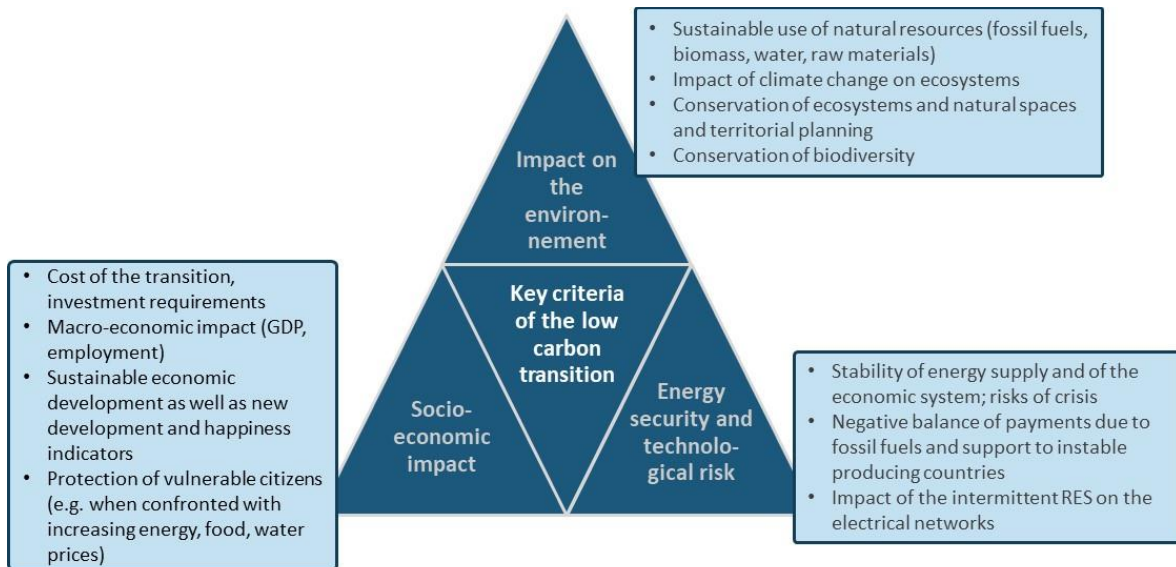 • Sustainable use of natural resources (fossil fuels,
biomass, water, raw materials)
• Impact of climate change on ecosystems
• Conservation of ecosystems and natural spaces
and territorial planning
• Conservation of biodiversity
Impact on
the
environ-
nement
• Cost of the transition,
investment requirements
• Macro-economic impact (GDP,
employment)
• Sustainable economic
development as well as new
development and happiness
indicators
• Protection of vulnerable citizens
(e.g. when confronted with
increasing energy, food, water
prices)
Key criteria
of the low
carbon
transition
Socio-
economic
impact
Energy
security and
technolo-
gical risk
• Stability of energy supply and of the
economic system; risks of crisis
• Negative balance of payments due to
fossil fuels and support to instable
producing countries
• Impact of the intermittent RES on the
electrical networks